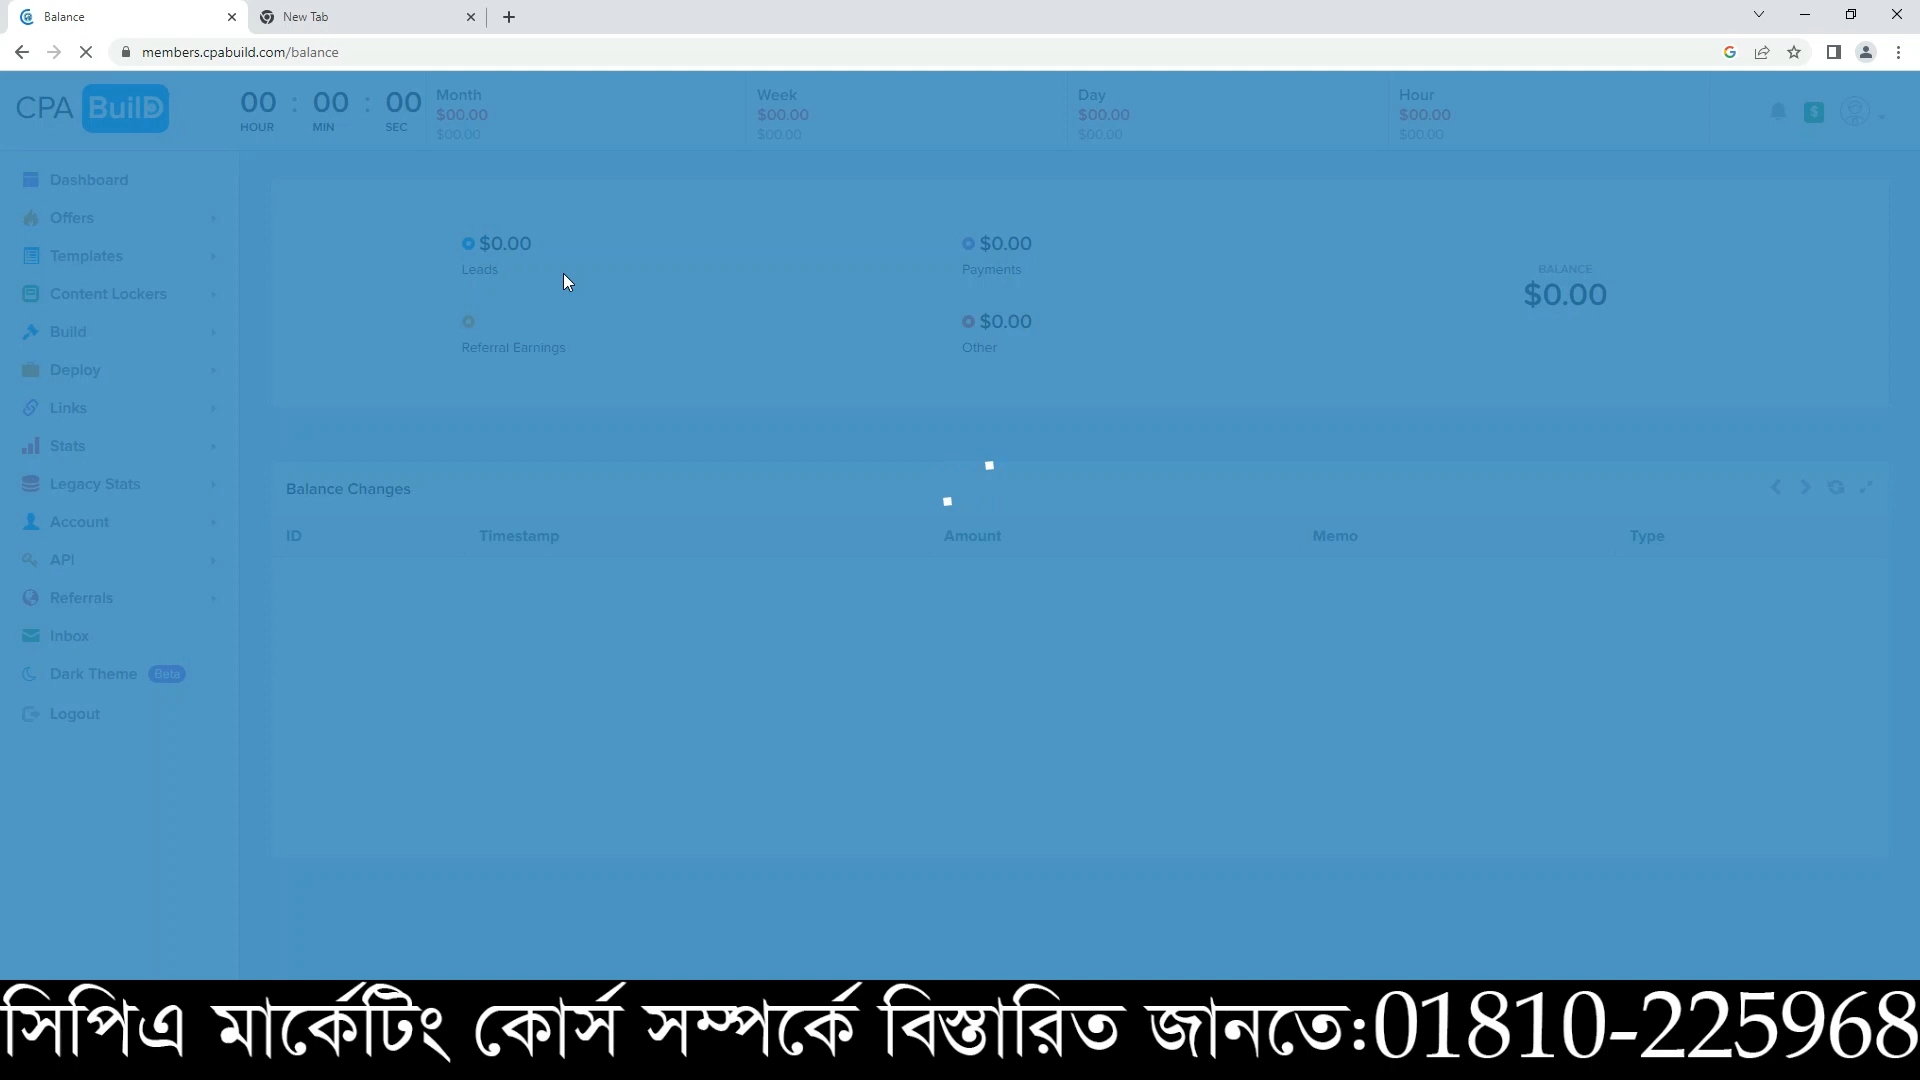 Balance
New Tab
members.cpabuild.com/balance
CPA BuilD
00 : 00 : 00
HOUR MIN SEC
Month
$00.00
$00.00
Week
$00.00
$00.00
Day
$00.00
$00.00
Hour
$00.00
$00.00
Dashboard
Offers
Templates
Content Lockers
Build
Deploy
Links
Stats
Legacy Stats
Account
API
Referrals
Inbox
Dark Theme Beta
Logout
$0.00
Leads
$0.00
Payments
Referral Earnings
$0.00
Other
BALANCE
$0.00
Balance Changes
ID Timestamp Amount Memo Type
সিপিএ মার্কেটিং কোর্স সম্পর্কে বিস্তারিত জানতে:01810-225968